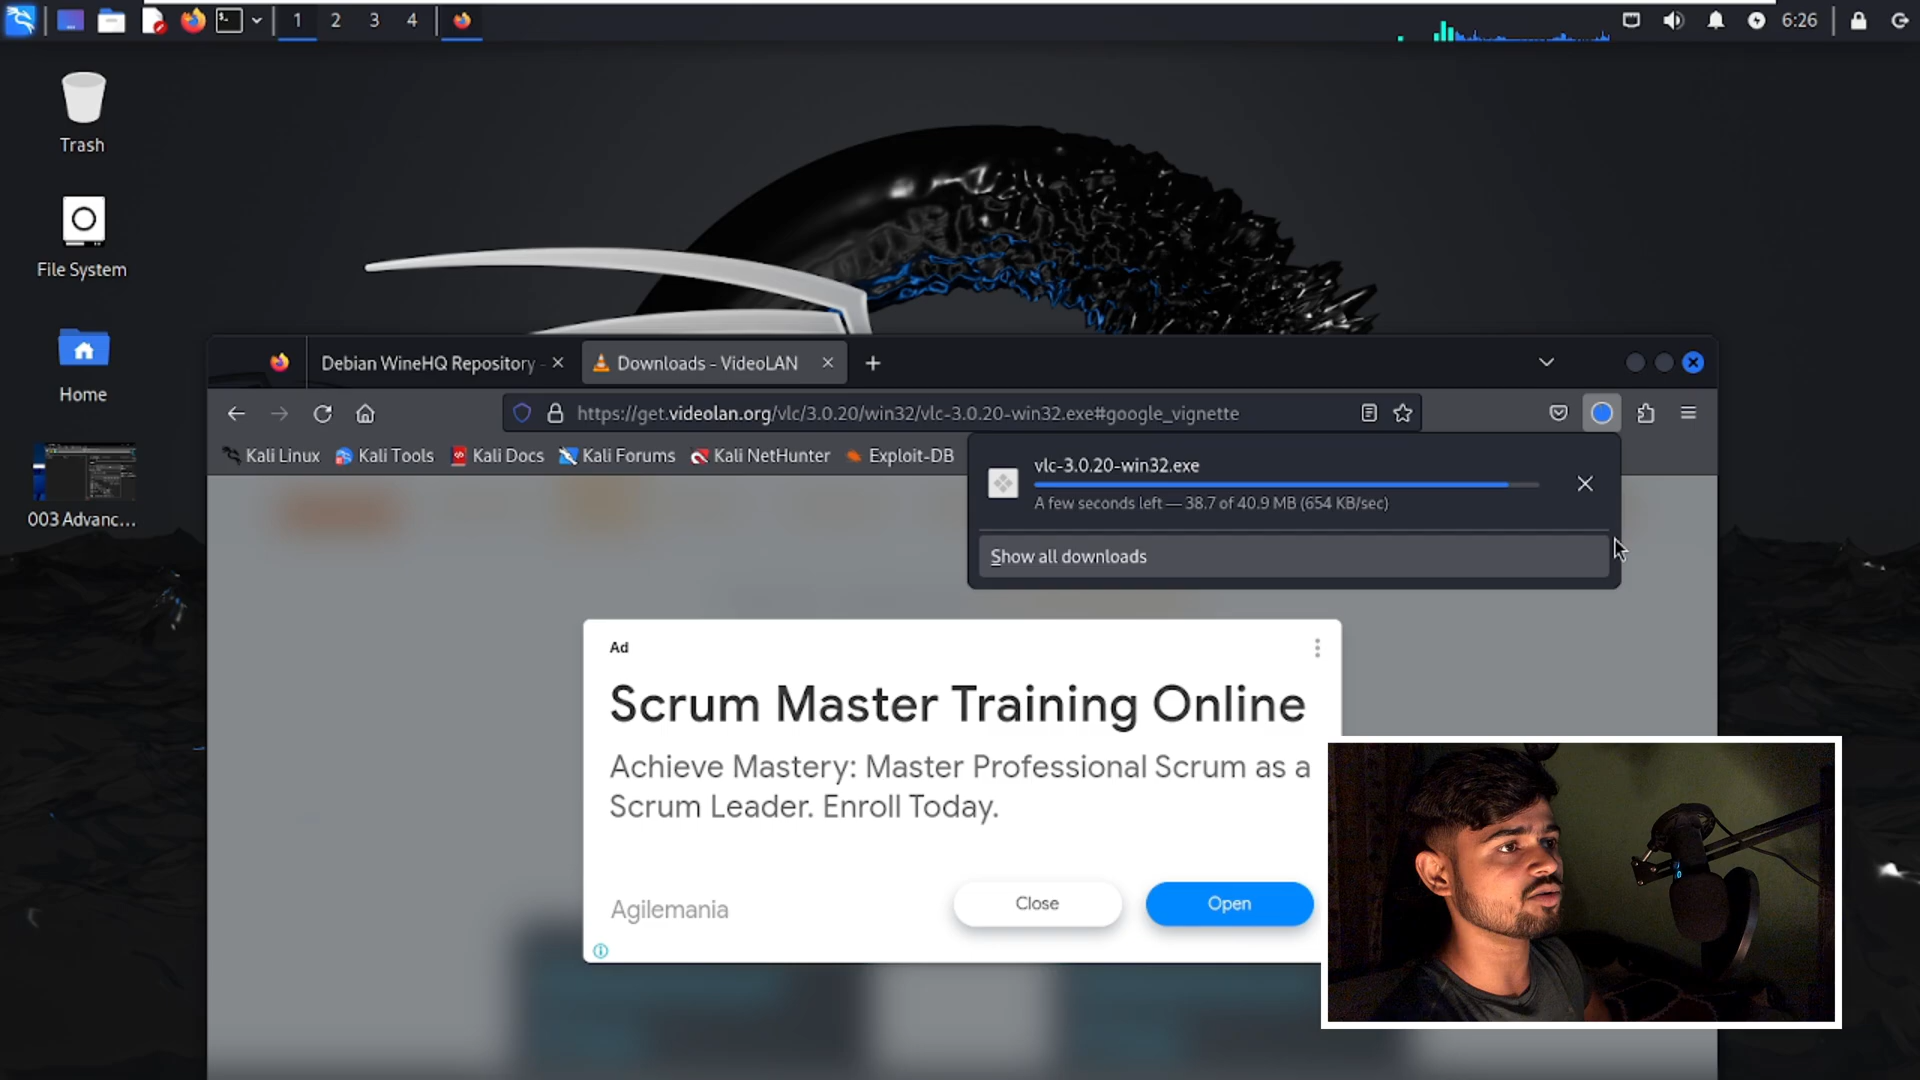 1
2
3
4
6:26
Trash
File System
Home
003 Advanc...
Debian WineHQ Repository -
Downloads - VideoLAN
https://get.videolan.org/vlc/3.0.20/win32/vlc-3.0.20-win32.exe#google_vignette
Kali Linux
Kali Tools
Kali Docs
Kali Forums
Kali NetHunter
Exploit-DB
vlc-3.0.20-win32.exe
A few seconds left — 38.7 of 40.9 MB (654 KB/sec)
Show all downloads
Ad
Scrum Master Training Online
Achieve Mastery: Master Professional Scrum as a
Scrum Leader. Enroll Today.
Agilemania
Close
Open